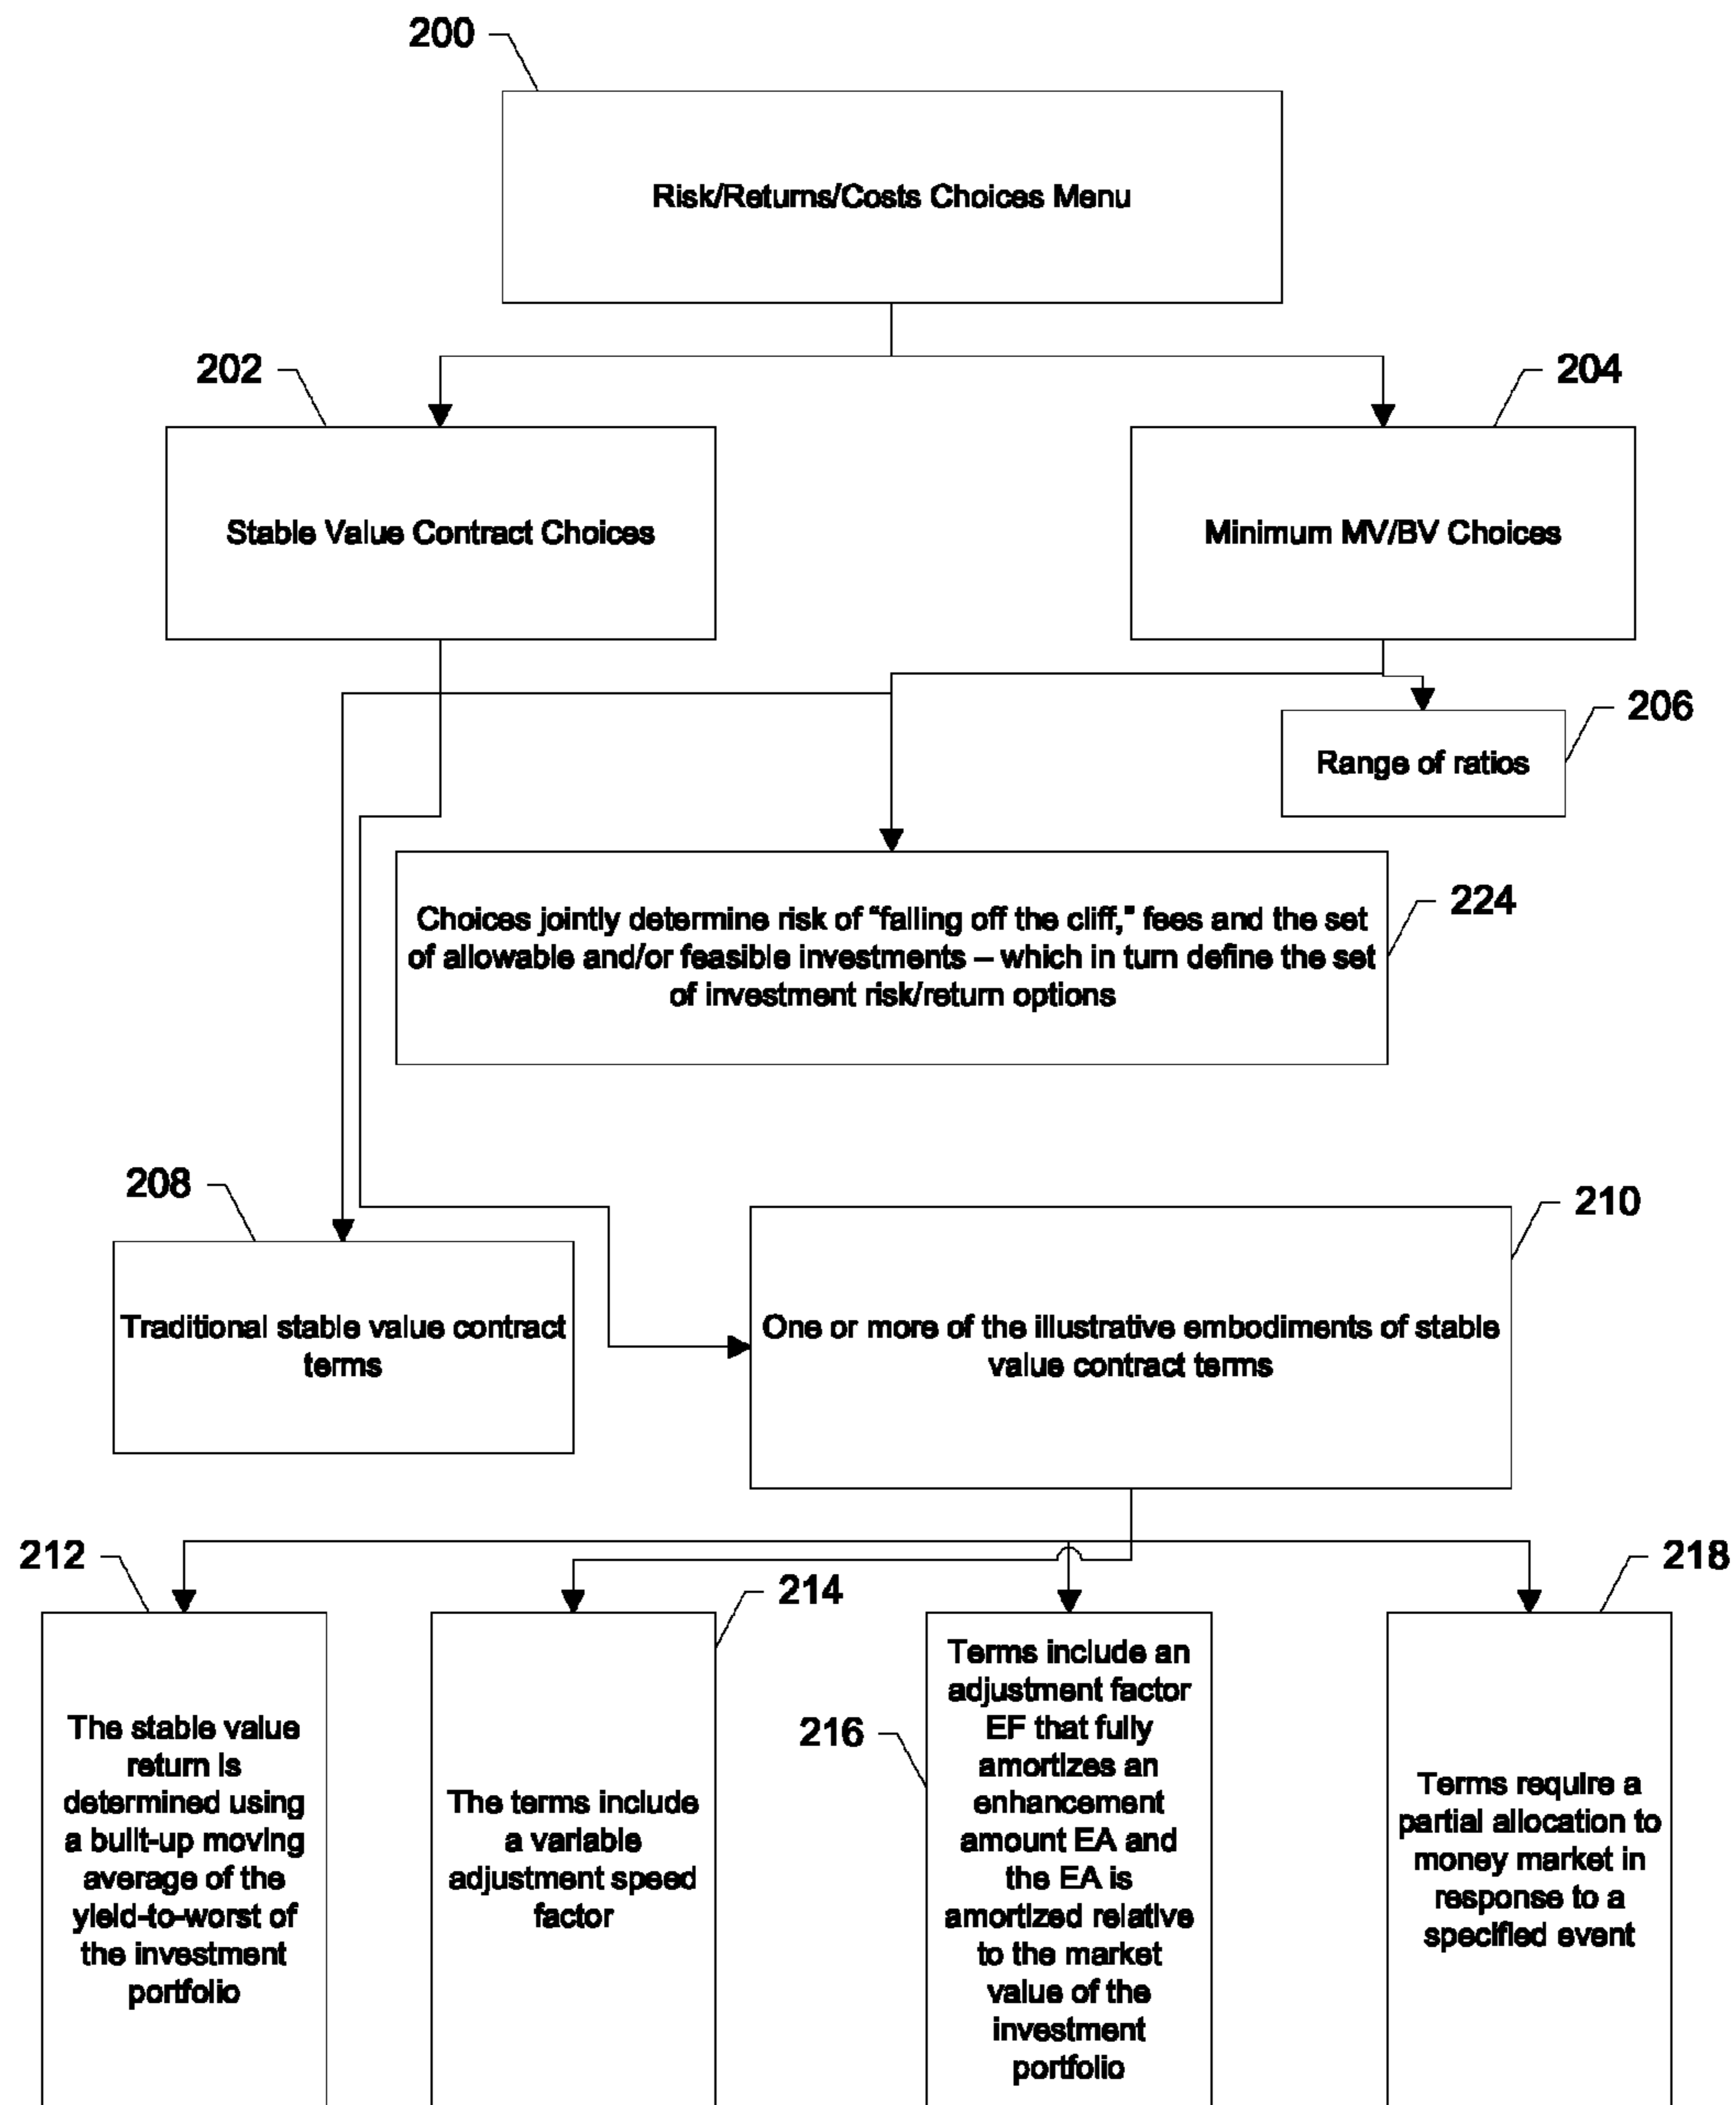 200
Risk/Returns/Costs Choices Menu
202
204
Stable Value Contract Choices
Minimum MV/BV Choices
206
Range of ratios
224
Choices jointly determine risk of “falling off the cliff,” fees and the set
of allowable and/or feasible investments – which in turn define the set
of investment risk/return options
208
210
Traditional stable value contract
terms
One or more of the illustrative embodiments of stable
value contract terms
212
The stable value
return is
determined using
a built-up moving
average of the
yield-to-worst of
the investment
portfolio
214
The terms include
a variable
adjustment speed
factor
216
Terms include an
adjustment factor
EF that fully
amortizes an
enhancement
amount EA and
the EA is
amortized relative
to the market
value of the
investment
portfolio
218
Terms require a
partial allocation to
money market in
response to a
specified event